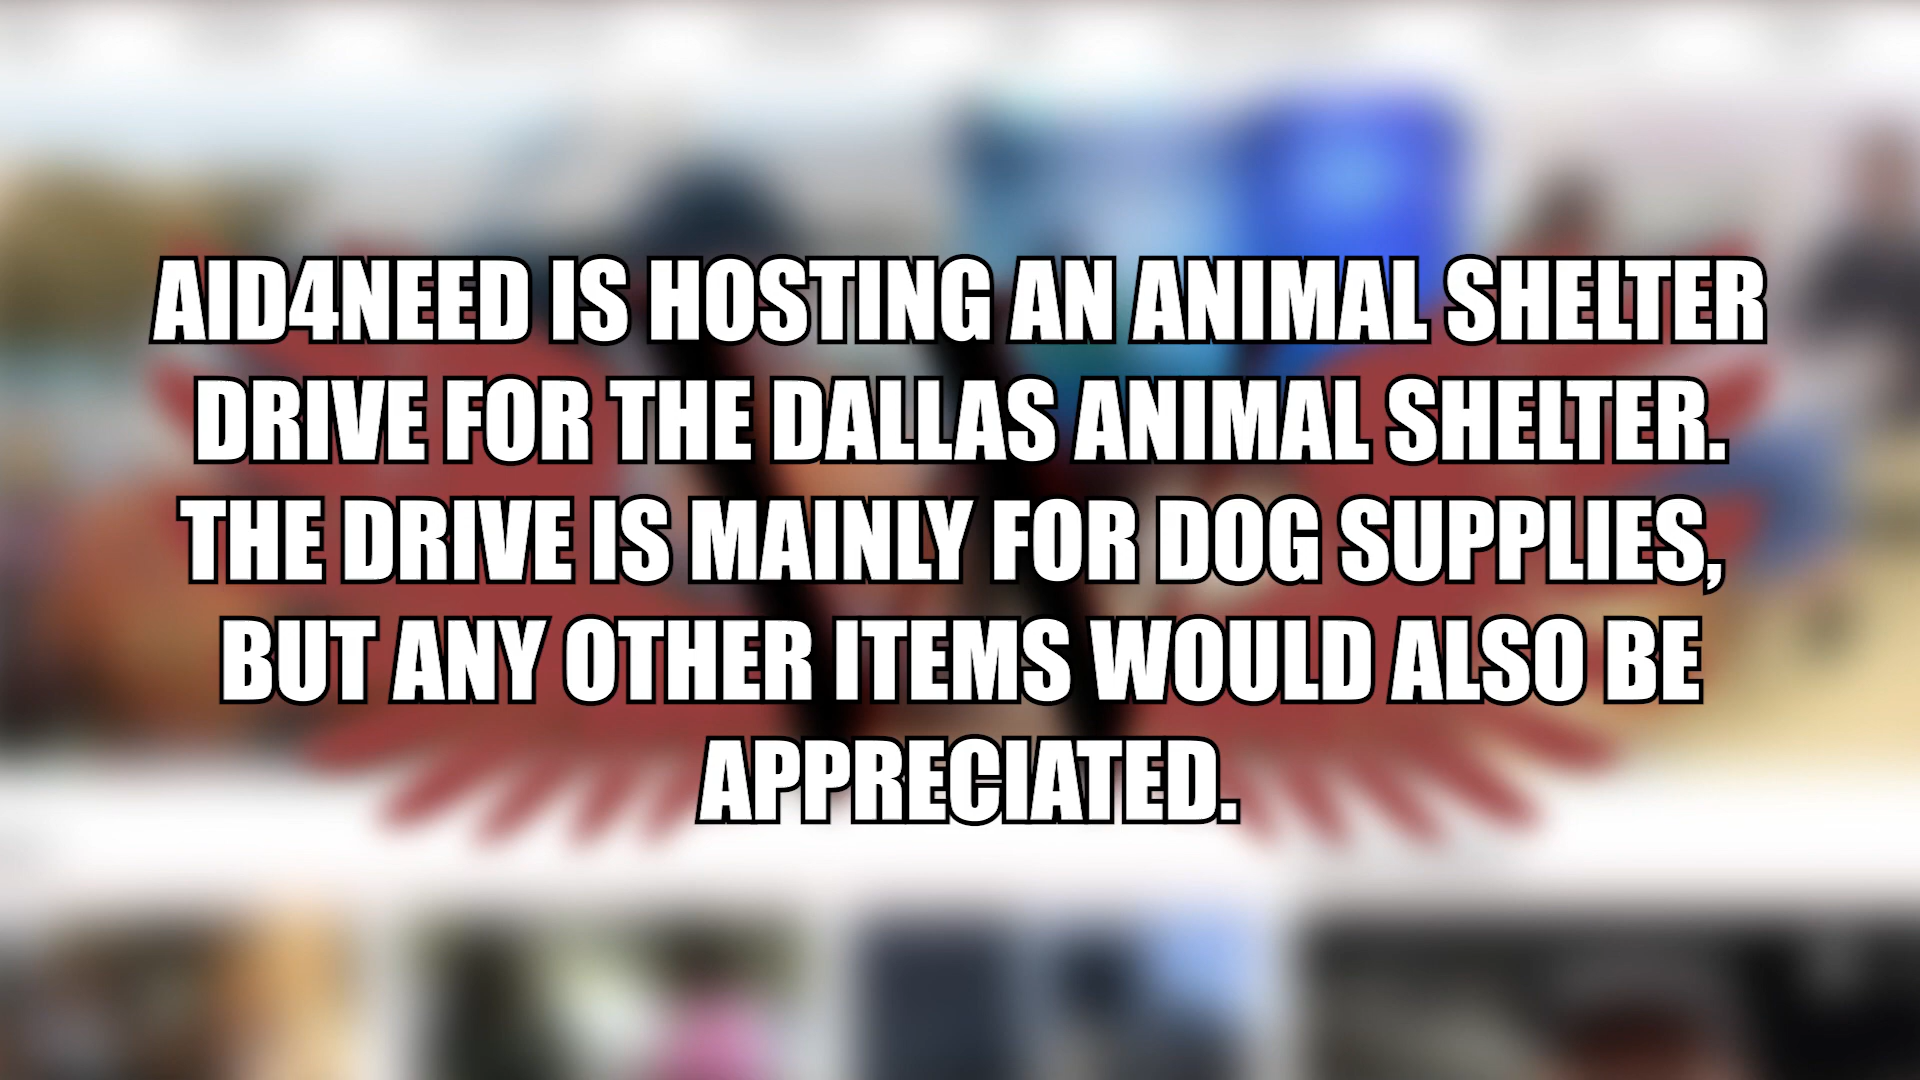 AID4NEED IS HOSTING AN ANIMAL SHELTER
DRIVE FOR THE DALLAS ANIMAL SHELTER.
THE DRIVE IS MAINLY FOR DOG SUPPLIES,
BUT ANY OTHER ITEMS WOULD ALSO BE
APPRECIATED.